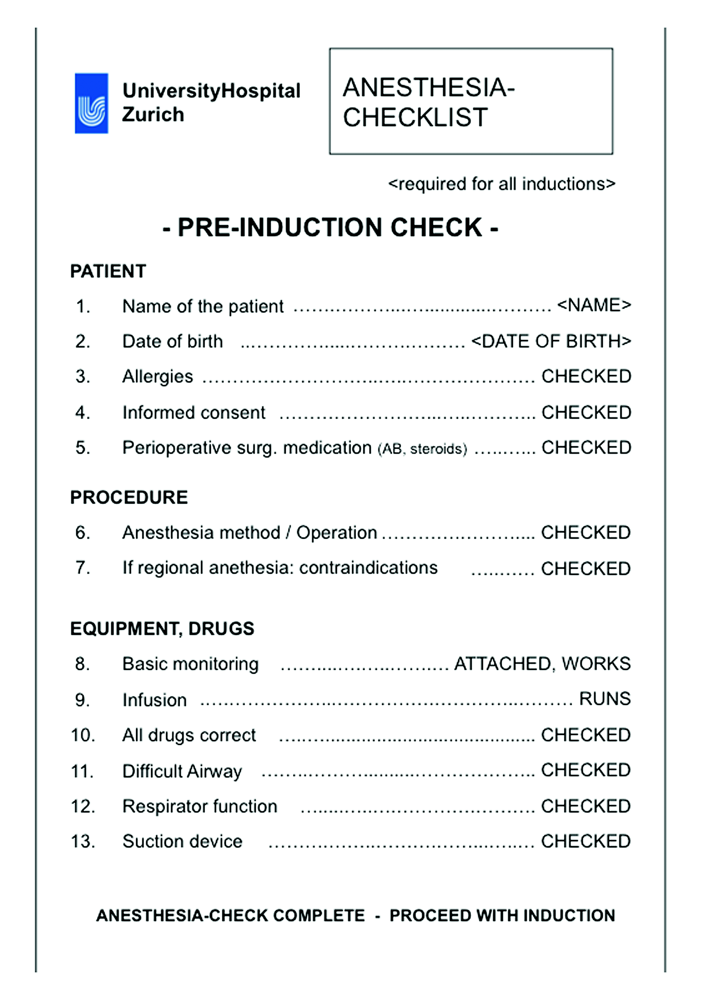 UniversityHospital
Zurich
ANESTHESIA-
CHECKLIST
<required for all inductions>
- PRE-INDUCTION CHECK -
PATIENT
1. Name of the patient ........................................ <NAME>
2. Date of birth ........................................ <DATE OF BIRTH>
3. Allergies ........................................ CHECKED
4. Informed consent ........................................ CHECKED
5. Perioperative surg. medication (AB, steroids) ........... CHECKED
PROCEDURE
6. Anesthesia method / Operation ........................ CHECKED
7. If regional anethesia: contraindications ........... CHECKED
EQUIPMENT, DRUGS
8. Basic monitoring ........................ ATTACHED, WORKS
9. Infusion ........................................ RUNS
10. All drugs correct ........................................ CHECKED
11. Difficult Airway ........................................ CHECKED
12. Respirator function ........................................ CHECKED
13. Suction device ........................................ CHECKED
ANESTHESIA-CHECK COMPLETE - PROCEED WITH INDUCTION